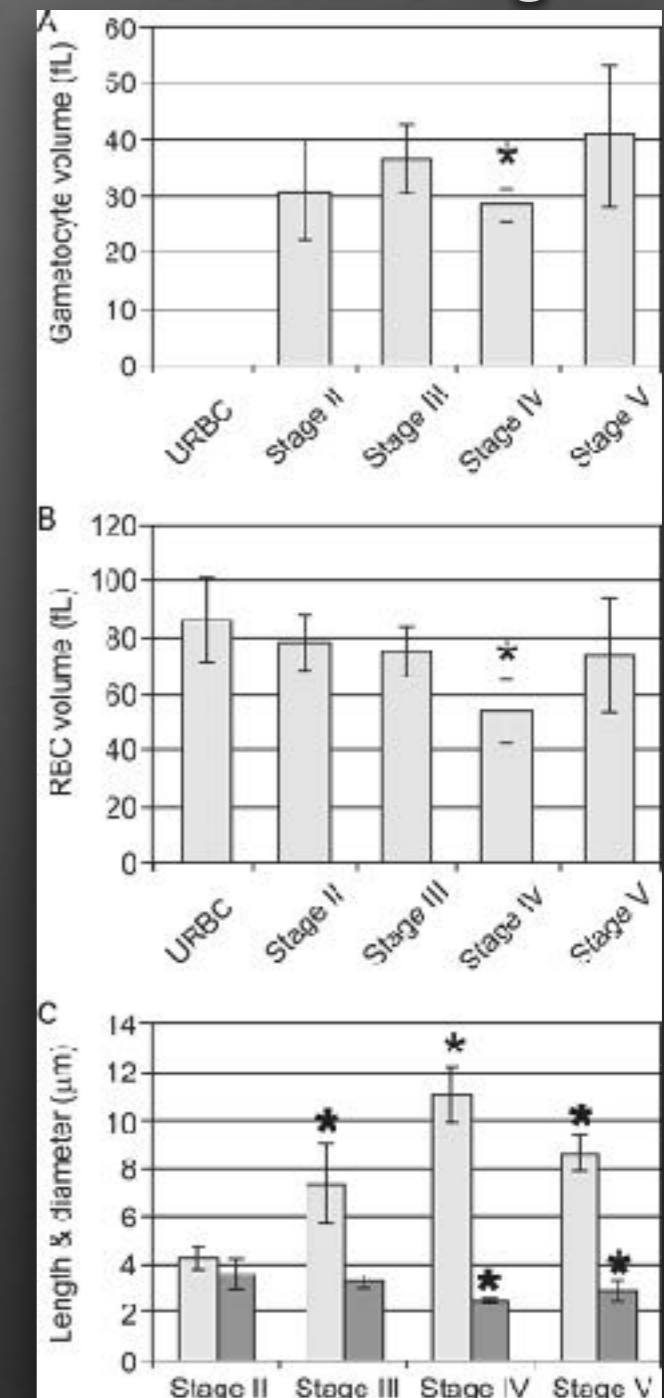 A
Gametocyte volume (fL)
60
50
40
30
20
10
0
*
URBC
Stage II
Stage III
Stage IV
Stage V
B
RBC volume (fL)
120
100
80
60
40
20
0
*
URBC
Stage II
Stage III
Stage IV
Stage V
C
Length & diameter (µm)
14
12
10
8
6
4
2
0
*
*
*
*
*
Stage II
Stage III
Stage IV
Stage V